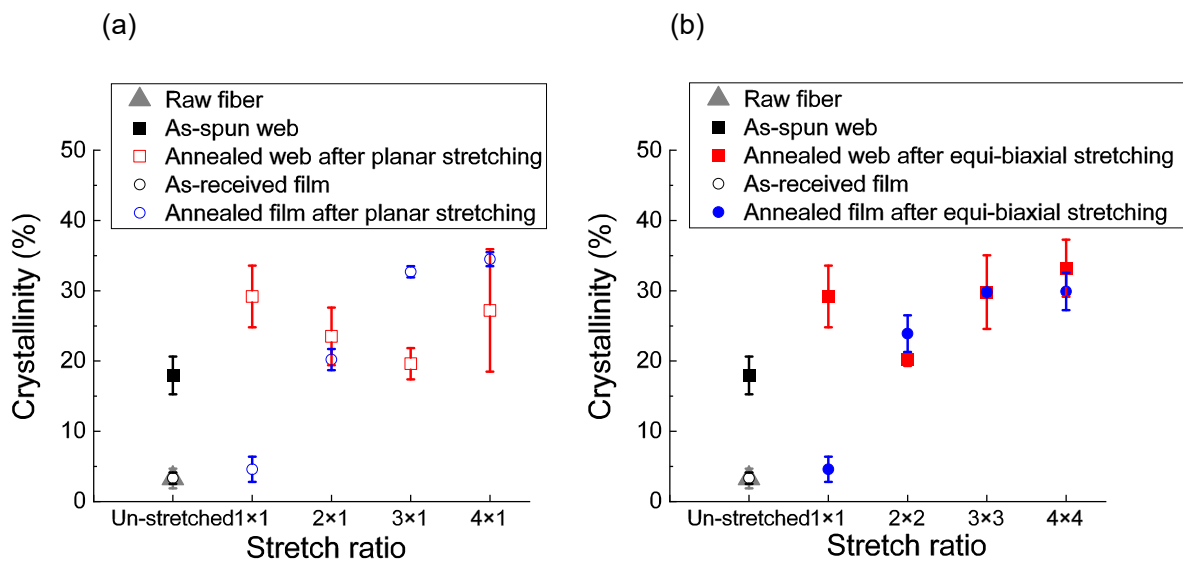 (a)
Raw fiber
As-spun web
Annealed web after planar stretching
As-received film
Annealed film after planar stretching
50
40
30
20
10
0
Crystallinity (%)
Un-stretched 1×1 2×1 3×1 4×1
Stretch ratio
(b)
Raw fiber
As-spun web
Annealed web after equi-biaxial stretching
As-received film
Annealed film after equi-biaxial stretching
50
40
30
20
10
0
Crystallinity (%)
Un-stretched 1×1 2×2 3×3 4×4
Stretch ratio